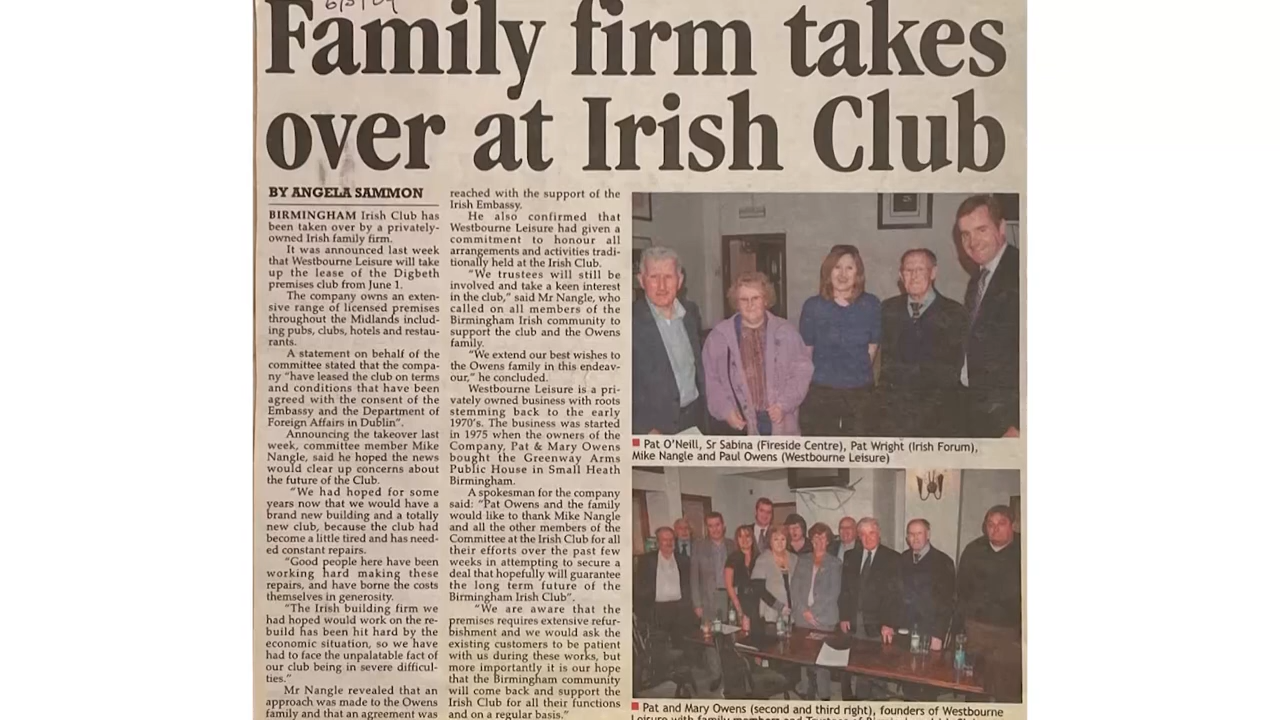 6/5/09
Family firm takes
over at Irish Club
BY ANGELA SAMMON
BIRMINGHAM Irish Club has
been taken over by a privately-
owned Irish family firm.
It was announced last week
that Westbourne Leisure will take
up the lease of the Digbeth
premises club from June 1.
The company owns an exten-
sive range of licensed premises
throughout the Midlands includ-
ing pubs, clubs, hotels and restau-
rants.
A statement on behalf of the
committee stated that the compa-
ny "have leased the club on terms
and conditions that have been
agreed with the consent of the
Embassy and the Department of
Foreign Affairs in Dublin".
Announcing the takeover last
week, committee member Mike
Nangle, said he hoped the news
would clear up concerns about
the future of the Club.
"We had hoped for some
years now that we would have a
brand new building and a totally
new club, because the club had
become a little tired and has need-
ed constant repairs.
"Good people here have been
working hard making these
repairs, and have borne the costs
themselves in generosity.
"The Irish building firm we
had hoped would work on the re-
build has been hit hard by the
economic situation, so we have
had to face the unpalatable fact of
our club being in severe difficul-
ties."
Mr Nangle revealed that an
approach was made to the Owens
family and that an agreement was
reached with the support of the
Irish Embassy.
He also confirmed that
Westbourne Leisure had given a
commitment to honour all
arrangements and activities tradi-
tionally held at the Irish Club.
"We trustees will still be
involved and take a keen interest
in the club," said Mr Nangle, who
called on all members of the
Birmingham Irish community to
support the club and the Owens
family.
"We extend our best wishes to
the Owens family in this endeav-
our," he concluded.
Westbourne Leisure is a pri-
vately owned business with roots
stemming back to the early
1970's. The business was started
in 1975 when the owners of the
Company, Pat & Mary Owens
bought the Greenway Arms
Public House in Small Heath
Birmingham.
A spokesman for the company
said: "Pat Owens and the family
would like to thank Mike Nangle
and all the other members of the
Committee at the Irish Club for all
their efforts over the past few
weeks in attempting to secure a
deal that hopefully will guarantee
the long term future of the
Birmingham Irish Club".
"We are aware that the
premises requires extensive refur-
bishment and we would ask the
existing customers to be patient
with us during these works, but
more importantly it is our hope
that the Birmingham community
will come back and support the
Irish Club for all their functions
and on a regular basis."
Pat O'Neill, Sr Sabina (Fireside Centre), Pat Wright (Irish Forum),
Mike Nangle and Paul Owens (Westbourne Leisure)
Pat and Mary Owens (second and third right), founders of Westbourne
Leisure with family members and Trustees of Birmingham Irish Club